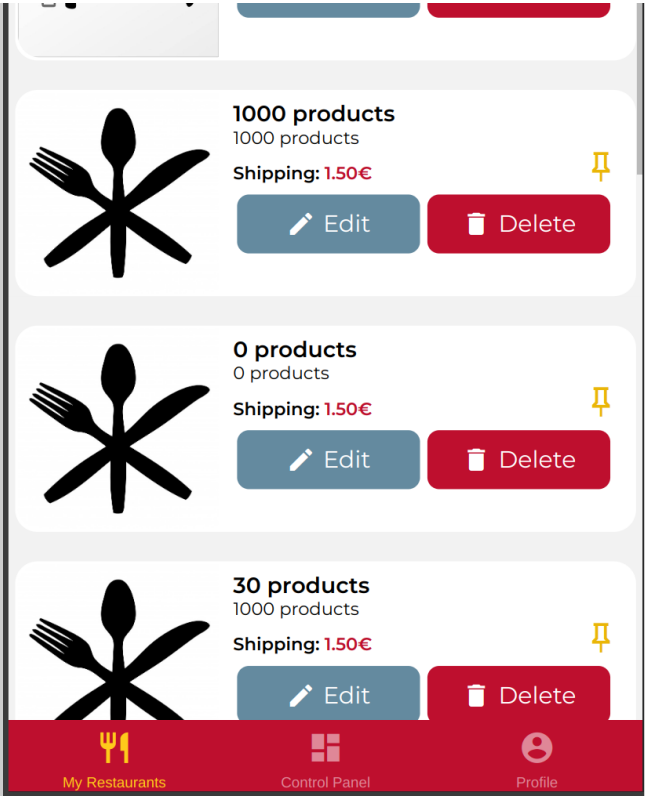 1000 products
1000 products
Shipping: 1.50€
Edit
Delete
0 products
0 products
Shipping: 1.50€
Edit
Delete
30 products
1000 products
Shipping: 1.50€
Edit
Delete
My Restaurants
Control Panel
Profile